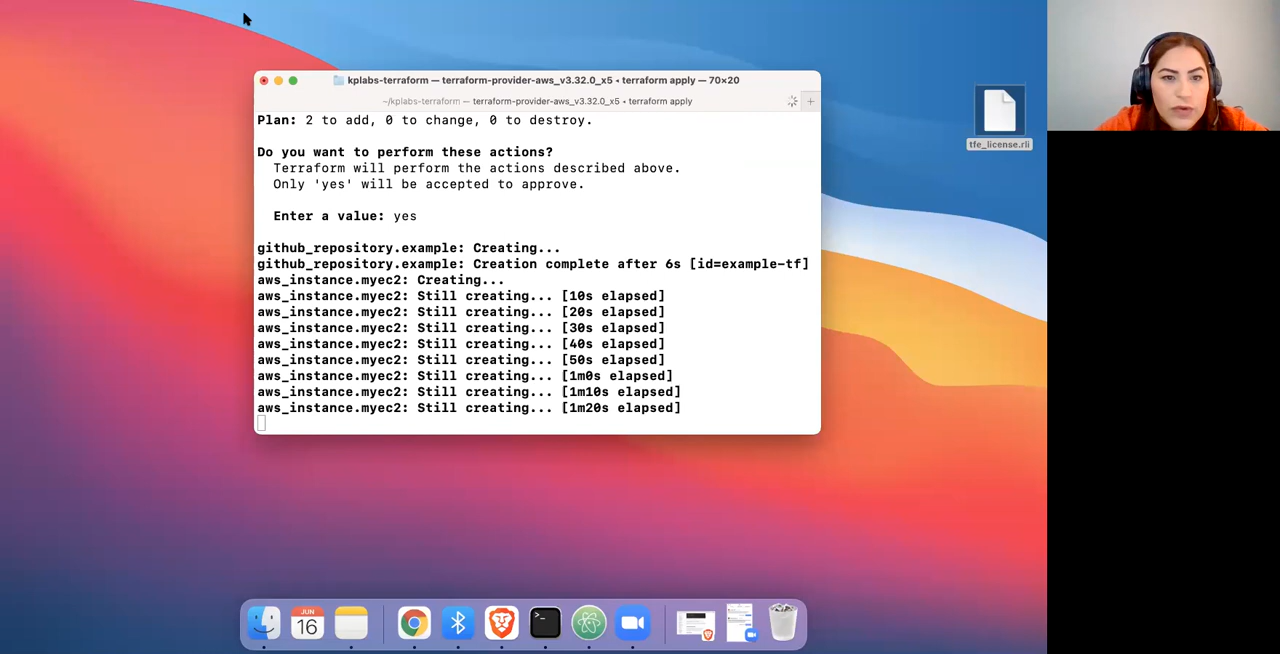 kplabs-terraform — terraform-provider-aws_v3.32.0_x5 ◂ terraform apply — 70×20
~/kplabs-terraform — terraform-provider-aws_v3.32.0_x5 ◂ terraform apply
+
Plan: 2 to add, 0 to change, 0 to destroy.
Do you want to perform these actions?
Terraform will perform the actions described above.
Only 'yes' will be accepted to approve.
Enter a value: yes
github_repository.example: Creating...
github_repository.example: Creation complete after 6s [id=example-tf]
aws_instance.myec2: Creating...
aws_instance.myec2: Still creating... [10s elapsed]
aws_instance.myec2: Still creating... [20s elapsed]
aws_instance.myec2: Still creating... [30s elapsed]
aws_instance.myec2: Still creating... [40s elapsed]
aws_instance.myec2: Still creating... [50s elapsed]
aws_instance.myec2: Still creating... [1m0s elapsed]
aws_instance.myec2: Still creating... [1m10s elapsed]
aws_instance.myec2: Still creating... [1m20s elapsed]
tfe_license.rli
JUN
16
>_